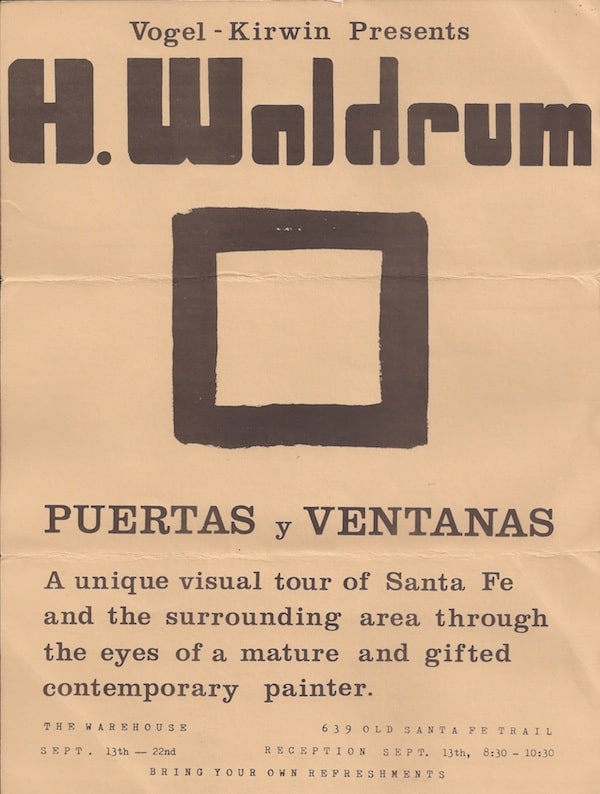 Vogel - Kirwin Presents
H. Waldrum
PUERTAS y VENTANAS
A unique visual tour of Santa Fe
and the surrounding area through
the eyes of a mature and gifted
contemporary painter.
THE WAREHOUSE 639 OLD SANTA FE TRAIL
SEPT. 13th — 22nd RECEPTION SEPT. 13th, 8:30 - 10:30
BRING YOUR OWN REFRESHMENTS